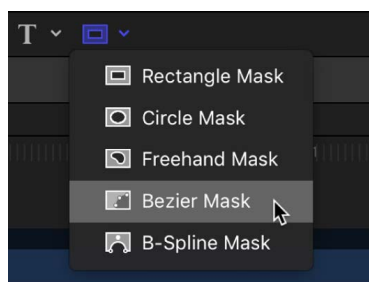 T
Rectangle Mask
Circle Mask
Freehand Mask
Bezier Mask
B-Spline Mask